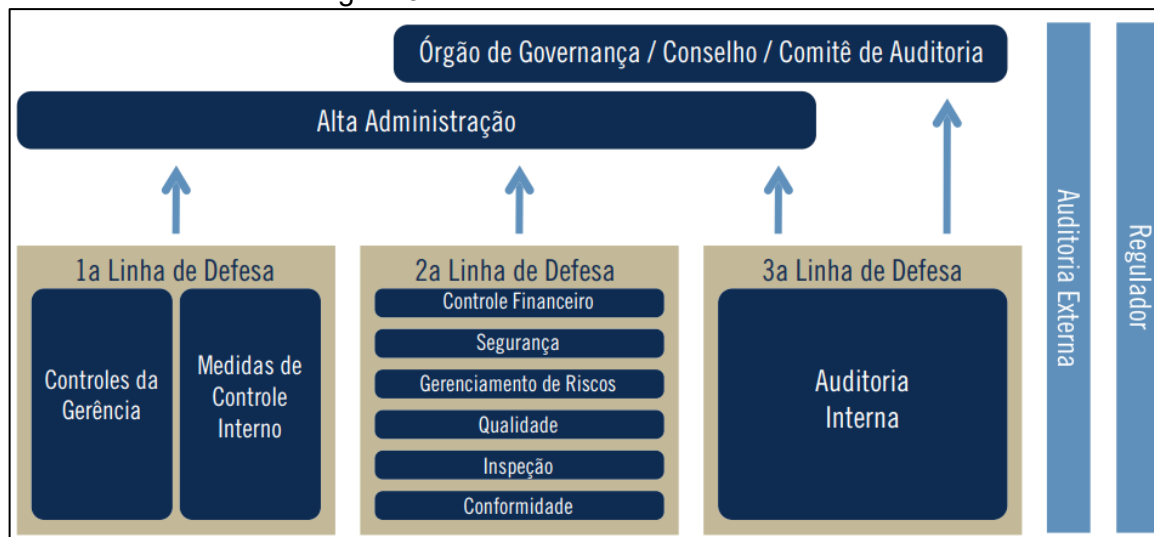 Órgão de Governança / Conselho / Comitê de Auditoria
Alta Administração
1a Linha de Defesa
Controles da
Gerência
Medidas de
Controle
Interno
2a Linha de Defesa
Controle Financeiro
Segurança
Gerenciamento de Riscos
Qualidade
Inspeção
Conformidade
3a Linha de Defesa
Auditoria
Interna
Auditoria Externa
Regulador